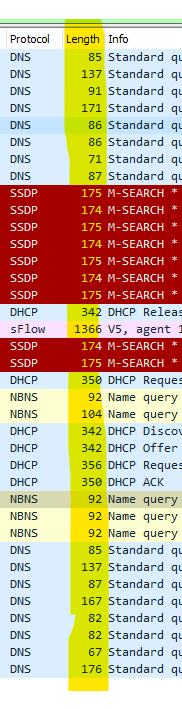 Protocol Length Info
DNS 85 Standard qu
DNS 137 Standard qu
DNS 91 Standard qu
DNS 171 Standard qu
DNS 86 Standard qu
DNS 86 Standard qu
DNS 71 Standard qu
DNS 87 Standard qu
SSDP 175 M-SEARCH *
SSDP 174 M-SEARCH *
SSDP 175 M-SEARCH *
SSDP 175 M-SEARCH *
SSDP 174 M-SEARCH *
SSDP 174 M-SEARCH *
SSDP 175 M-SEARCH *
DHCP 342 DHCP Releas
sFlow 1366 V5, agent 1
SSDP 174 M-SEARCH *
SSDP 175 M-SEARCH *
DHCP 350 DHCP Reques
NBNS 92 Name query
NBNS 104 Name query
DHCP 342 DHCP Discov
DHCP 342 DHCP Offer
DHCP 356 DHCP Reques
DHCP 350 DHCP ACK
NBNS 92 Name query
NBNS 92 Name query
NBNS 92 Name query
DNS 85 Standard qu
DNS 137 Standard qu
DNS 87 Standard qu
DNS 167 Standard qu
DNS 82 Standard qu
DNS 82 Standard qu
DNS 67 Standard qu
DNS 176 Standard qu